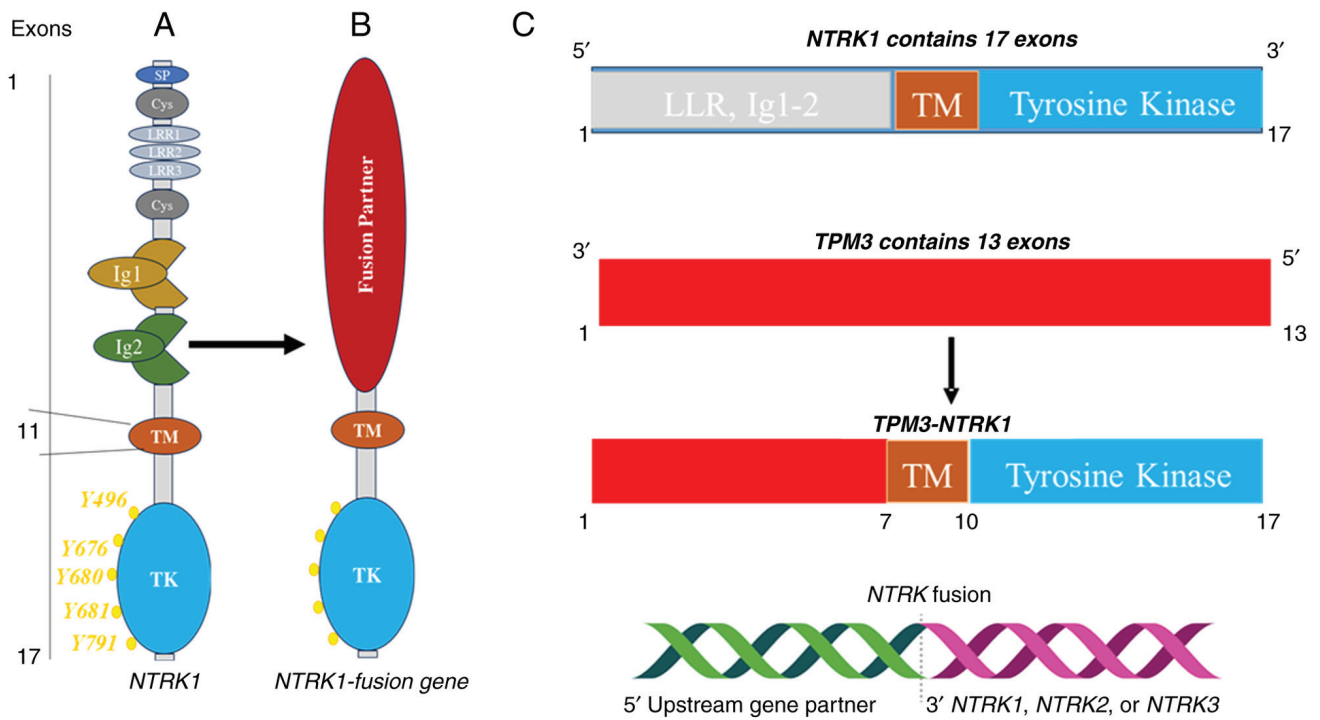 A
B
C
Exons
1
11
17
SP
Cys
LRR1
LRR2
LRR3
Cys
Ig1
Ig2
TM
Y496
Y676
Y680
Y681
Y791
TK
NTRK1
Fusion Partner
TM
TK
NTRK1-fusion gene
NTRK1 contains 17 exons
5′ 3′
LLR, Ig1-2 TM Tyrosine Kinase
1 17
TPM3 contains 13 exons
3′ 5′
1 13
TPM3-NTRK1
TM Tyrosine Kinase
1 7 10 17
NTRK fusion
5′ Upstream gene partner 3′ NTRK1, NTRK2, or NTRK3